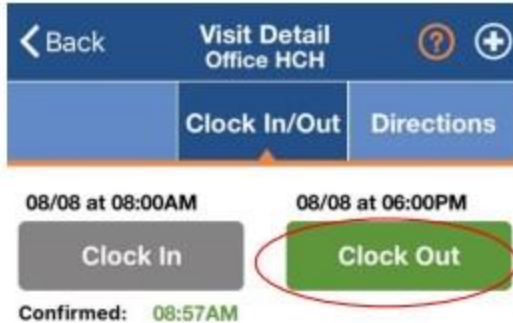 Back
Visit Detail
Office HCH
?
Clock In/Out
Directions
08/08 at 08:00AM
08/08 at 06:00PM
Clock In
Clock Out
Confirmed: 08:57AM